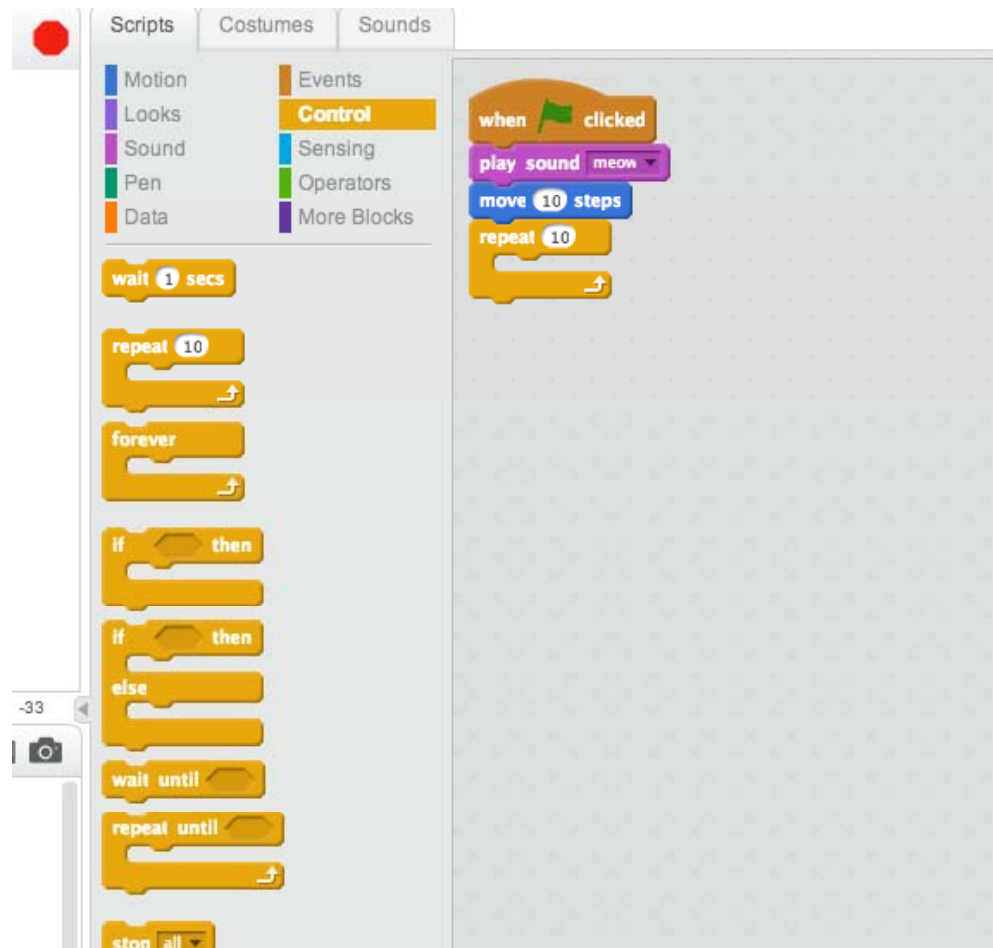 Scripts Costumes Sounds
Motion Events
Looks Control
Sound Sensing
Pen Operators
Data More Blocks
wait 1 secs
repeat 10
forever
if then
if then
else
wait until
repeat until
stop all
when clicked
play sound meow
move 10 steps
repeat 10
-33